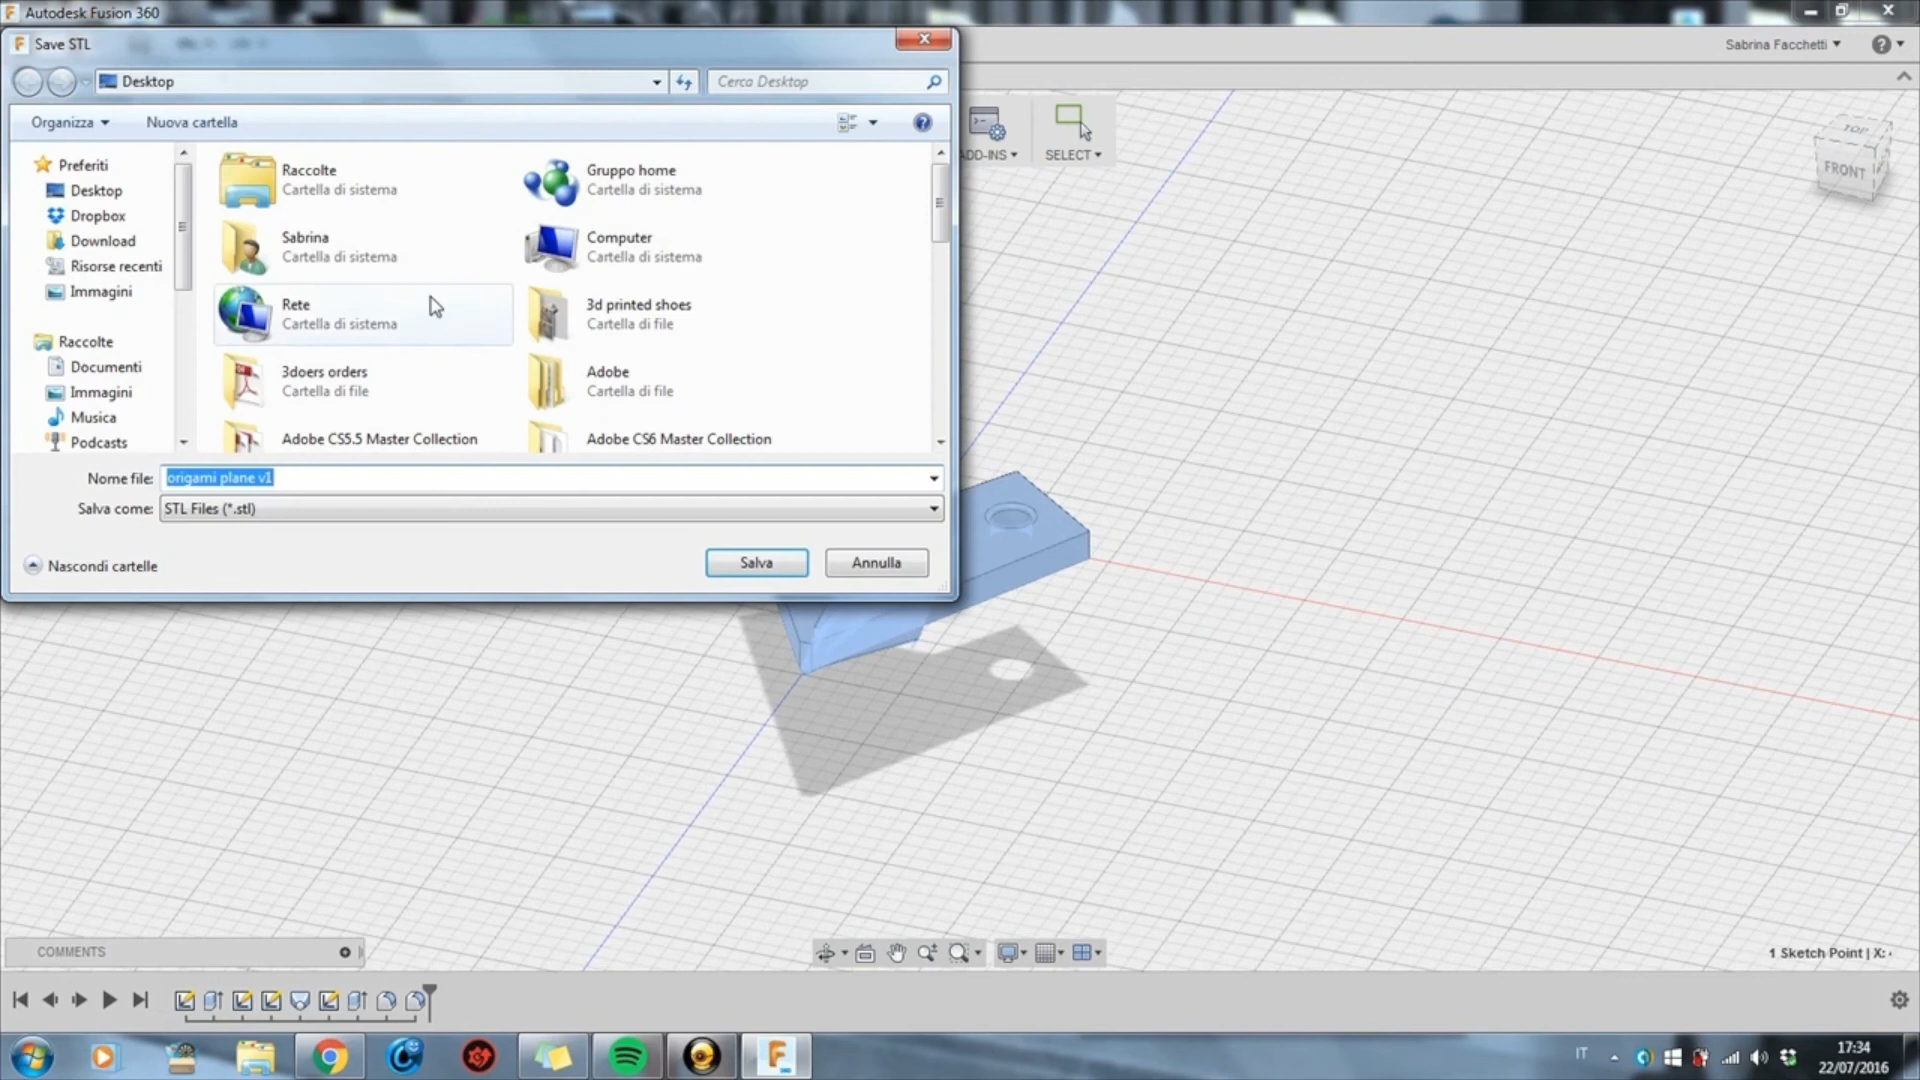 Autodesk Fusion 360
Save STL
Sabrina Facchetti
?
Desktop
Cerca Desktop
Organizza
Nuova cartella
ADD-INS
SELECT
TOP
FRONT
Preferiti
Desktop
Dropbox
Download
Risorse recenti
Immagini
Raccolte
Documenti
Immagini
Musica
Podcasts
Raccolte
Cartella di sistema
Gruppo home
Cartella di sistema
Sabrina
Cartella di sistema
Computer
Cartella di sistema
Rete
Cartella di sistema
3d printed shoes
Cartella di file
3doers orders
Cartella di file
Adobe
Cartella di file
Adobe CS5.5 Master Collection
Adobe CS6 Master Collection
Nome file: origami plane v1
Salva come: STL Files (*.stl)
Nascondi cartelle
Salva
Annulla
COMMENTS
1 Sketch Point | X:
IT
17:34
22/07/2016